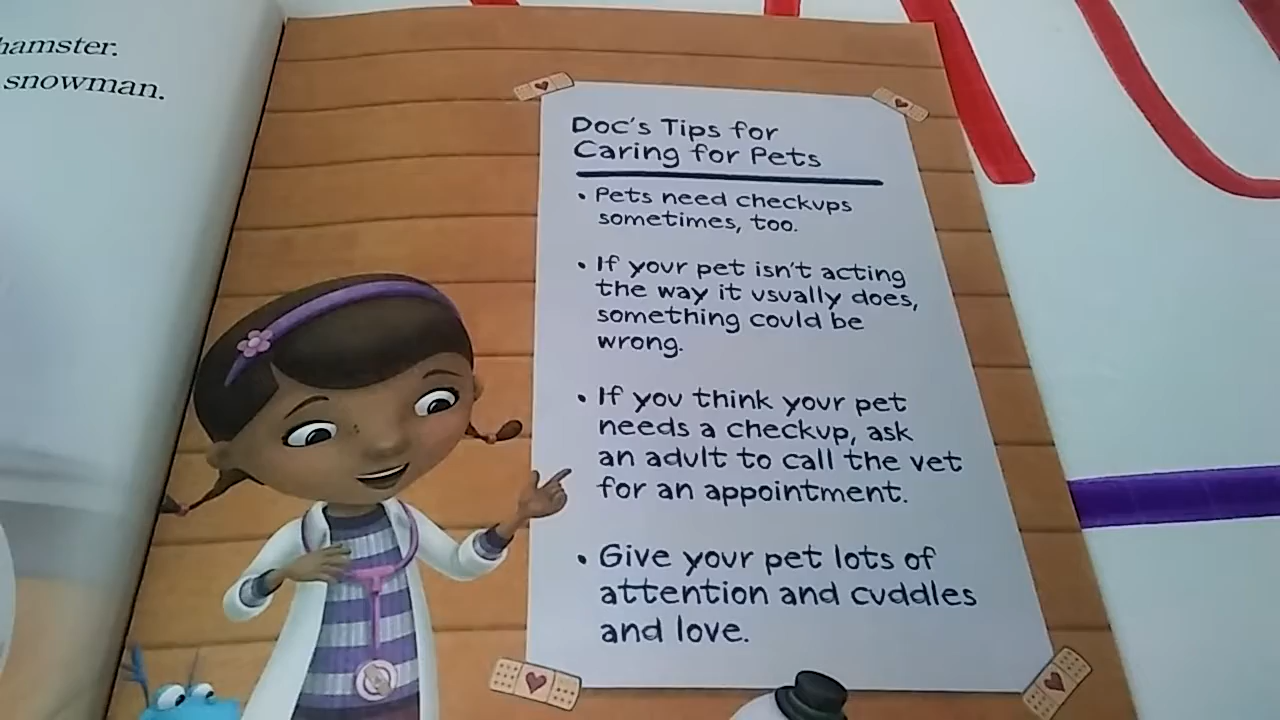 hamster.
snowman.
Doc's Tips for
Caring for Pets
• Pets need checkups
sometimes, too.
• If your pet isn't acting
the way it usually does,
something could be
wrong.
• If you think your pet
needs a checkup, ask
an adult to call the vet
for an appointment.
• Give your pet lots of
attention and cuddles
and love.